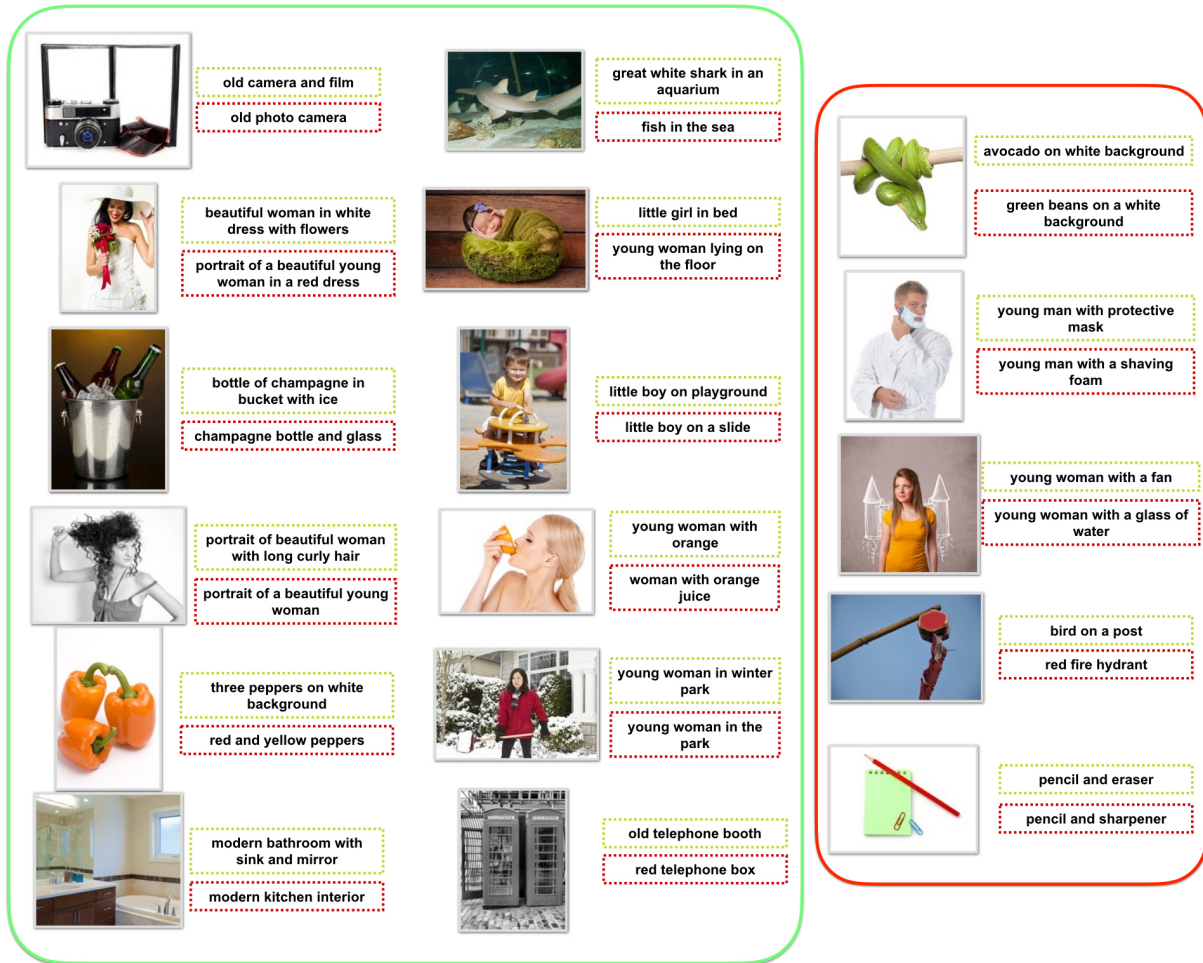 old camera and film
old photo camera
great white shark in an
aquarium
fish in the sea
beautiful woman in white
dress with flowers
portrait of a beautiful young
woman in a red dress
little girl in bed
young woman lying on
the floor
bottle of champagne in
bucket with ice
champagne bottle and glass
little boy on playground
little boy on a slide
portrait of beautiful woman
with long curly hair
portrait of a beautiful young
woman
young woman with
orange
woman with orange
juice
three peppers on white
background
red and yellow peppers
young woman in winter
park
young woman in the
park
modern bathroom with
sink and mirror
modern kitchen interior
old telephone booth
red telephone box
avocado on white background
green beans on a white
background
young man with protective
mask
young man with a shaving
foam
young woman with a fan
young woman with a glass of
water
bird on a post
red fire hydrant
pencil and eraser
pencil and sharpener